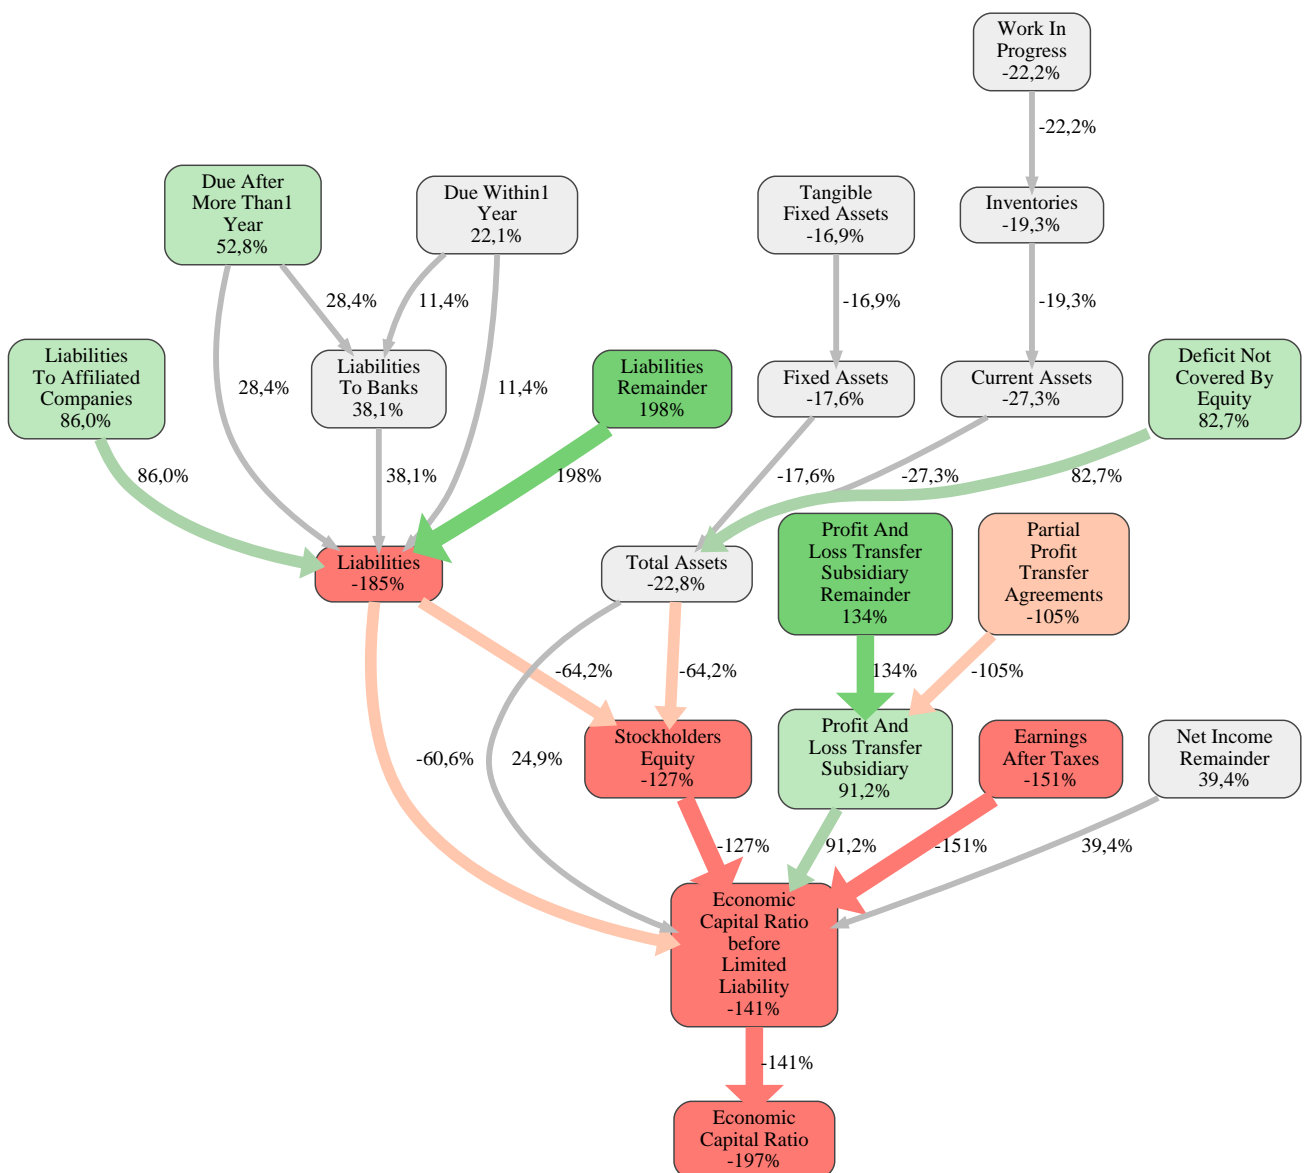 Work In
Progress
-22,2%
-22,2%
Due After
More Than1
Year
52,8%
Due Within1
Year
22,1%
Tangible
Fixed Assets
-16,9%
Inventories
-19,3%
28,4%
11,4%
-16,9%
-19,3%
Liabilities
To Affiliated
Companies
86,0%
28,4%
Liabilities
To Banks
38,1%
11,4%
Liabilities
Remainder
198%
Fixed Assets
-17,6%
Current Assets
-27,3%
Deficit Not
Covered By
Equity
82,7%
86,0%
38,1%
198%
-17,6%
-27,3%
82,7%
Liabilities
-185%
Total Assets
-22,8%
Profit And
Loss Transfer
Subsidiary
Remainder
134%
Partial
Profit
Transfer
Agreements
-105%
-64,2%
-64,2%
134%
-105%
-60,6%
24,9%
Stockholders
Equity
-127%
Profit And
Loss Transfer
Subsidiary
91,2%
Earnings
After Taxes
-151%
Net Income
Remainder
39,4%
-127%
91,2%
-151%
39,4%
Economic
Capital Ratio
before
Limited
Liability
-141%
-141%
Economic
Capital Ratio
-197%